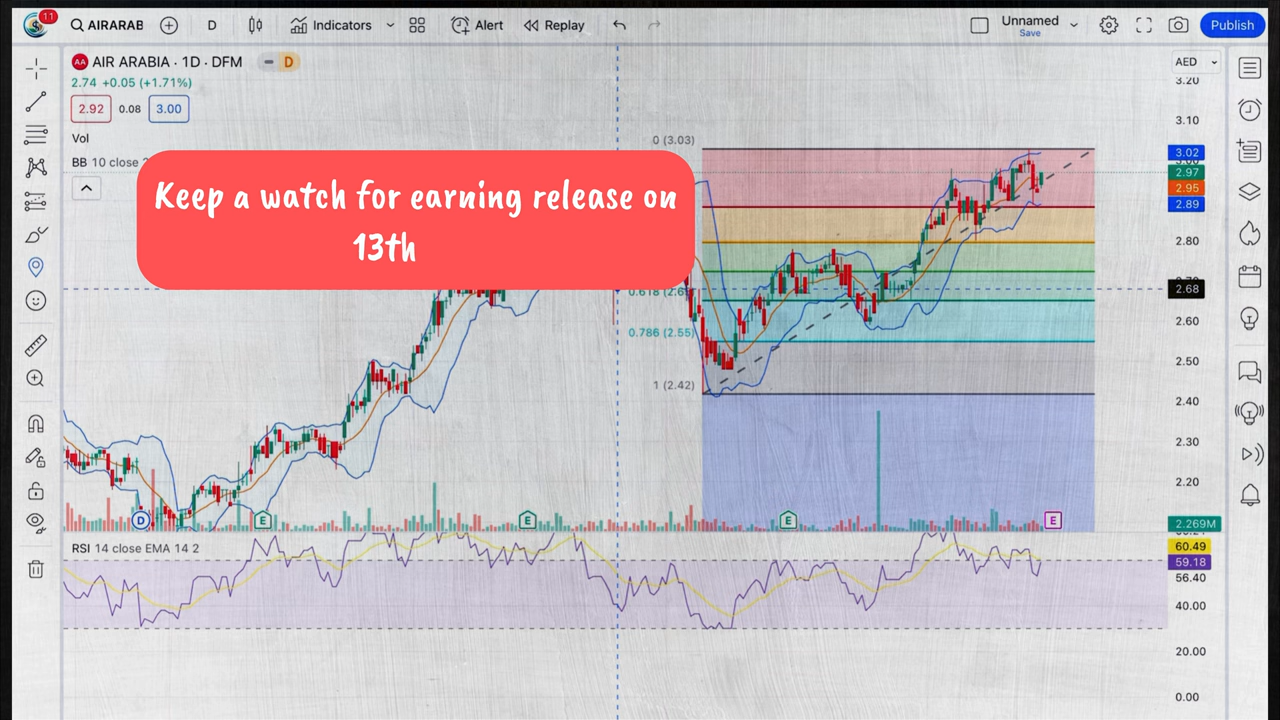 11
AIRARAB
D
Indicators
Alert
Replay
Unnamed
Save
Publish
AA AIR ARABIA · 1D · DFM
D
AED
2.74 +0.05 (+1.71%)
2.92 0.08 3.00
Vol
BB 10 close
Keep a watch for earning release on
13th
0 (3.03)
0.618
0.786 (2.55)
1 (2.42)
3.20
3.10
3.02
2.97
2.95
2.89
2.80
2.68
2.60
2.50
2.40
2.30
2.20
2.269M
D
E
E
E
E
RSI 14 close EMA 14 2
60.49
59.18
56.40
40.00
20.00
0.00